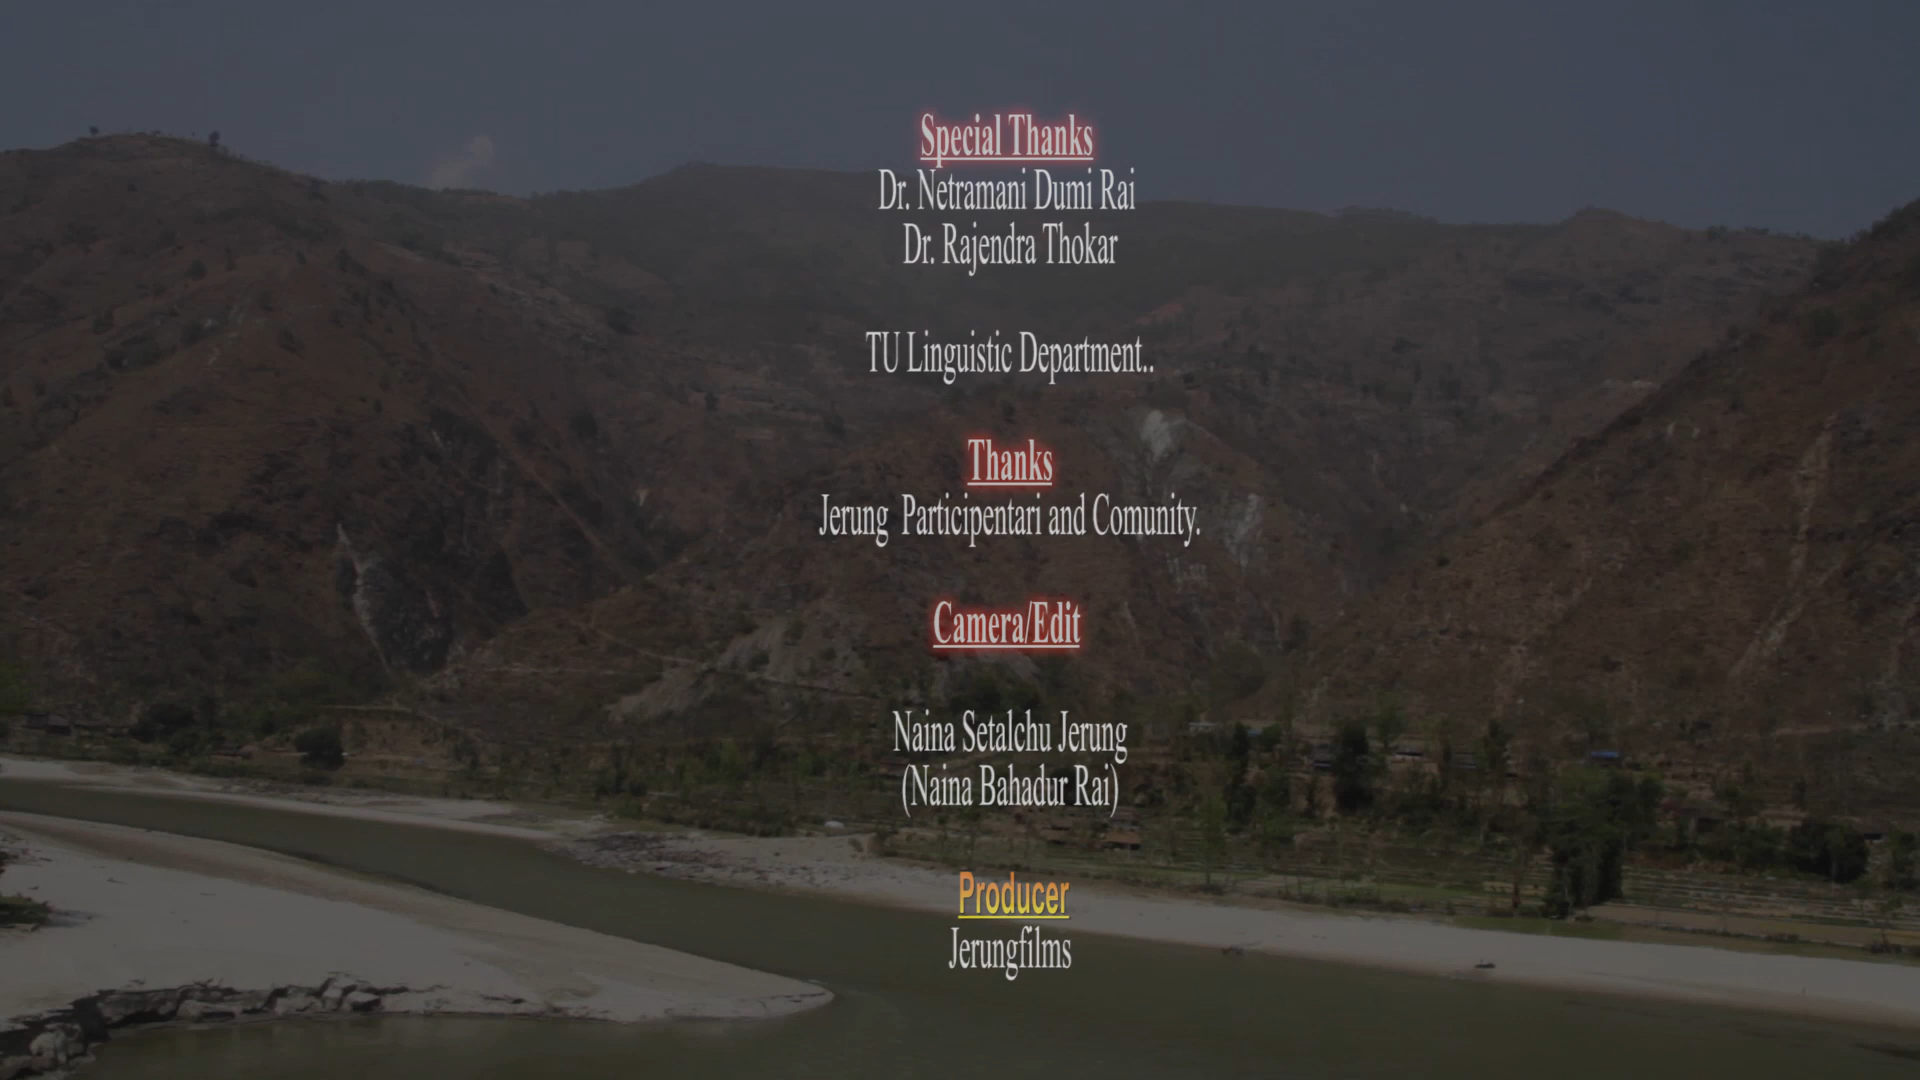 Special Thanks
Dr. Netramani Dumi Rai
Dr. Rajendra Thokar
TU Linguistic Department..
Thanks
Jerung Participentari and Comunity.
Camera/Edit
Naina Setalchu Jerung
(Naina Bahadur Rai)
Producer
Jerungfilms